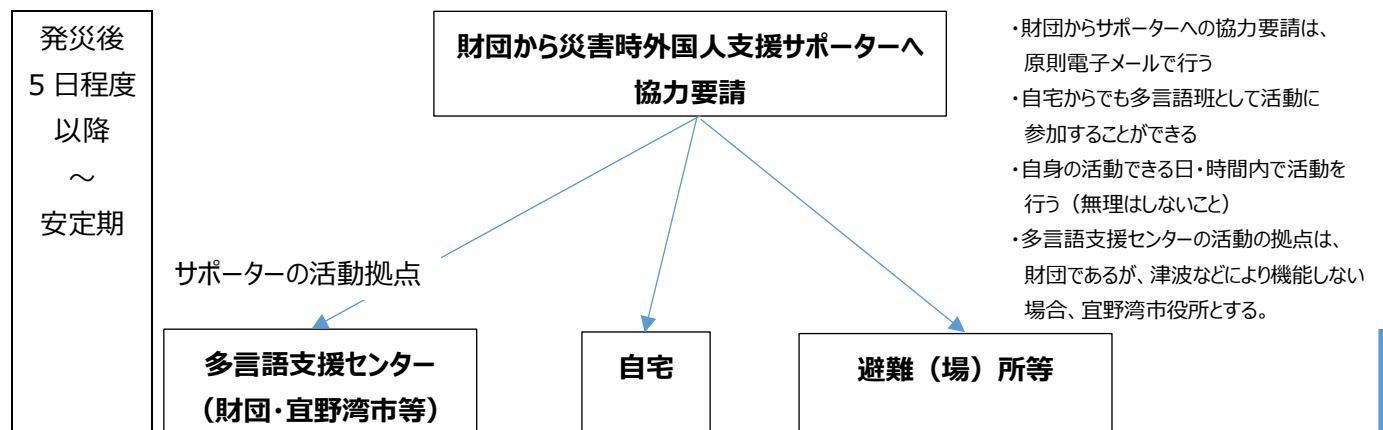 発災後
5日程度
以降
～
安定期
財団から災害時外国人支援サポーターへ
協力要請
・財団からサポーターへの協力要請は、
原則電子メールで行う
・自宅からでも多言語班として活動に
参加することができる
・自身の活動できる日・時間内で活動を
行う（無理はしないこと）
・多言語支援センターの活動の拠点は、
財団であるが、津波などにより機能しない
場合、宜野湾市役所とする。
サポーターの活動拠点
多言語支援センター
（財団・宜野湾市等）
自宅
避難（場）所等